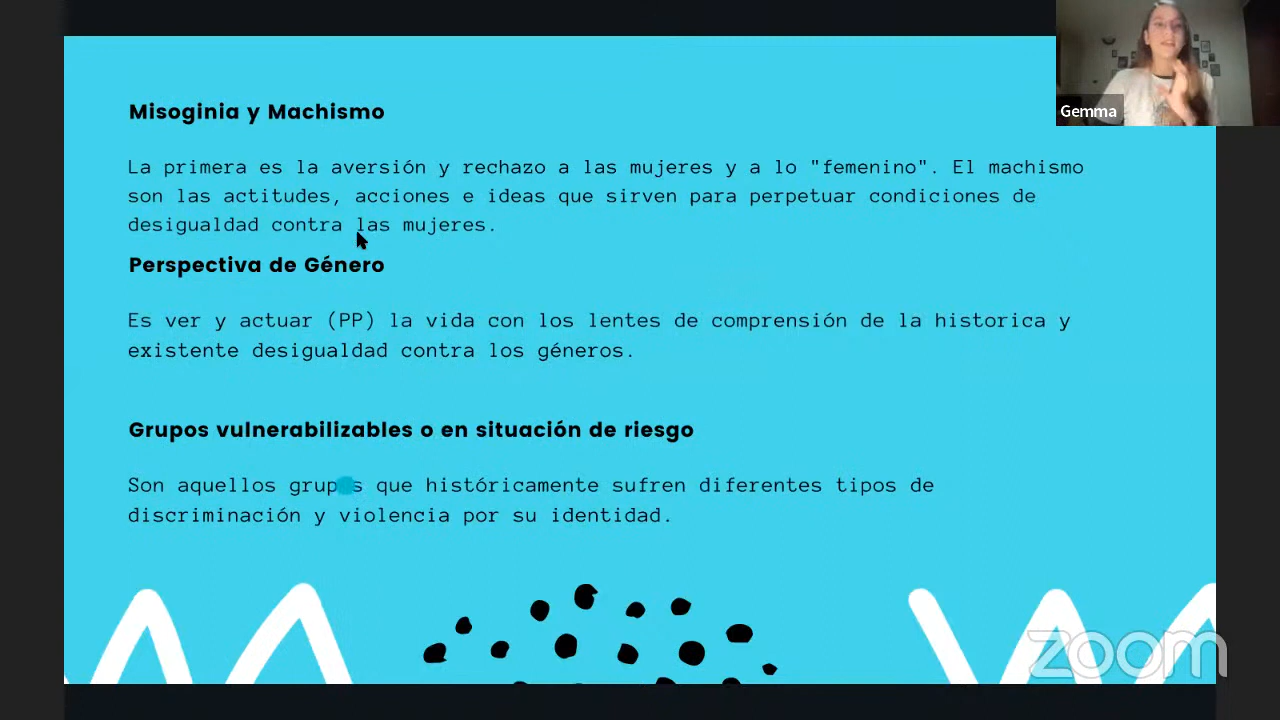 Gemma
Misoginia y Machismo
La primera es la aversión y rechazo a las mujeres y a lo "femenino". El machismo
son las actitudes, acciones e ideas que sirven para perpetuar condiciones de
desigualdad contra las mujeres.
Perspectiva de Género
Es ver y actuar (PP) la vida con los lentes de comprensión de la historica y
existente desigualdad contra los géneros.
Grupos vulnerabilizables o en situación de riesgo
Son aquellos grupos que históricamente sufren diferentes tipos de
discriminación y violencia por su identidad.
zoom